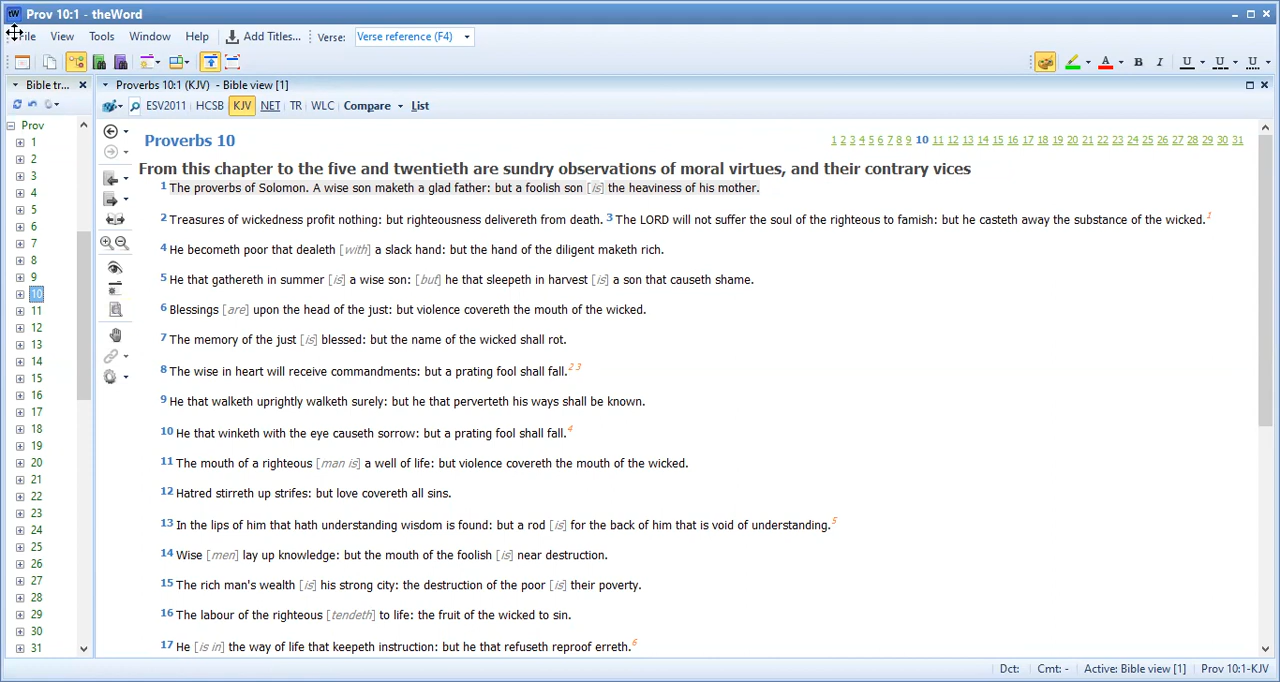 Prov 10:1 - theWord
File View Tools Window Help Add Titles... Verse: Verse reference (F4)
B I U U U
Bible tr... Proverbs 10:1 (KJV) - Bible view [1]
ESV2011 HCSB KJV NET TR WLC Compare List
Prov
1
2
3
4
5
6
7
8
9
10
11
12
13
14
15
16
17
18
19
20
21
22
23
24
25
26
27
28
29
30
31
Proverbs 10 1 2 3 4 5 6 7 8 9 10 11 12 13 14 15 16 17 18 19 20 21 22 23 24 25 26 27 28 29 30 31
From this chapter to the five and twentieth are sundry observations of moral virtues, and their contrary vices
1 The proverbs of Solomon. A wise son maketh a glad father: but a foolish son [is] the heaviness of his mother.
2 Treasures of wickedness profit nothing: but righteousness delivereth from death. 3 The LORD will not suffer the soul of the righteous to famish: but he casteth away the substance of the wicked.1
4 He becometh poor that dealeth [with] a slack hand: but the hand of the diligent maketh rich.
5 He that gathereth in summer [is] a wise son: [but] he that sleepeth in harvest [is] a son that causeth shame.
6 Blessings [are] upon the head of the just: but violence covereth the mouth of the wicked.
7 The memory of the just [is] blessed: but the name of the wicked shall rot.
8 The wise in heart will receive commandments: but a prating fool shall fall.2 3
9 He that walketh uprightly walketh surely: but he that perverteth his ways shall be known.
10 He that winketh with the eye causeth sorrow: but a prating fool shall fall.4
11 The mouth of a righteous [man is] a well of life: but violence covereth the mouth of the wicked.
12 Hatred stirreth up strifes: but love covereth all sins.
13 In the lips of him that hath understanding wisdom is found: but a rod [is] for the back of him that is void of understanding.5
14 Wise [men] lay up knowledge: but the mouth of the foolish [is] near destruction.
15 The rich man's wealth [is] his strong city: the destruction of the poor [is] their poverty.
16 The labour of the righteous [tendeth] to life: the fruit of the wicked to sin.
17 He [is in] the way of life that keepeth instruction: but he that refuseth reproof erreth.6
Dct: Cmt: - Active: Bible view [1] Prov 10:1-KJV